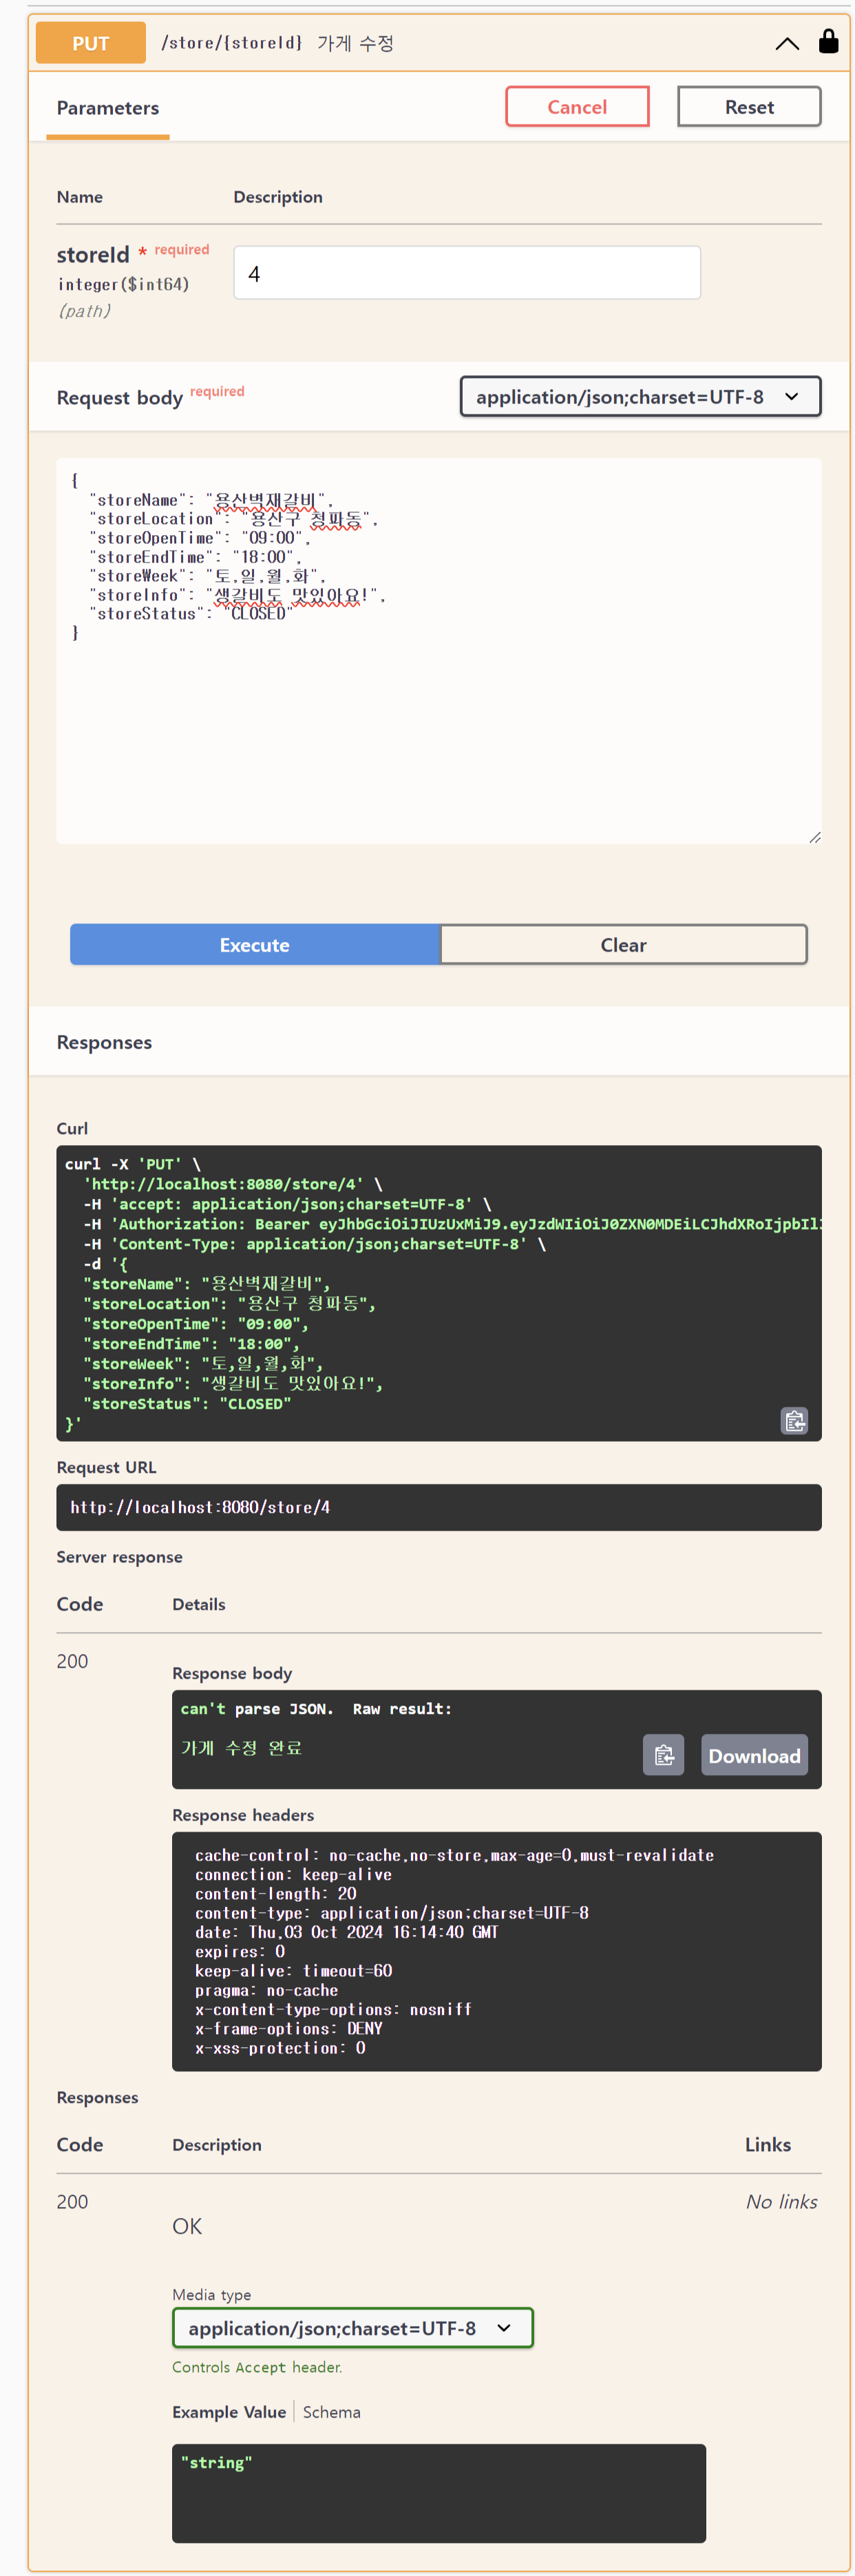 PUT /store/{storeId} 가게 수정
Parameters
Cancel
Reset
Name Description
storeId * required
integer($int64)
(path)
4
Request body required
application/json;charset=UTF-8
{
"storeName": "용산벽재갈비",
"storeLocation": "용산구 청파동",
"storeOpenTime": "09:00",
"storeEndTime": "18:00",
"storeWeek": "토,일,월,화",
"storeInfo": "생갈비도 맛있아요!",
"storeStatus": "CLOSED"
}
Execute
Clear
Responses
Curl
curl -X 'PUT' \
'http://localhost:8080/store/4' \
-H 'accept: application/json;charset=UTF-8' \
-H 'Authorization: Bearer eyJhbGciOiJIUzUxMiJ9.eyJzdWIiOiJ0ZXN0MDEiLCJhdXRoIjpbIl
-H 'Content-Type: application/json;charset=UTF-8' \
-d '{
"storeName": "용산벽재갈비",
"storeLocation": "용산구 청파동",
"storeOpenTime": "09:00",
"storeEndTime": "18:00",
"storeWeek": "토,일,월,화",
"storeInfo": "생갈비도 맛있아요!",
"storeStatus": "CLOSED"
}'
Request URL
http://localhost:8080/store/4
Server response
Code Details
200
Response body
can't parse JSON. Raw result:
가게 수정 완료
Download
Response headers
cache-control: no-cache,no-store,max-age=0,must-revalidate
connection: keep-alive
content-length: 20
content-type: application/json;charset=UTF-8
date: Thu,03 Oct 2024 16:14:40 GMT
expires: 0
keep-alive: timeout=60
pragma: no-cache
x-content-type-options: nosniff
x-frame-options: DENY
x-xss-protection: 0
Responses
Code Description Links
200 No links
OK
Media type
application/json;charset=UTF-8
Controls Accept header.
Example Value Schema
"string"